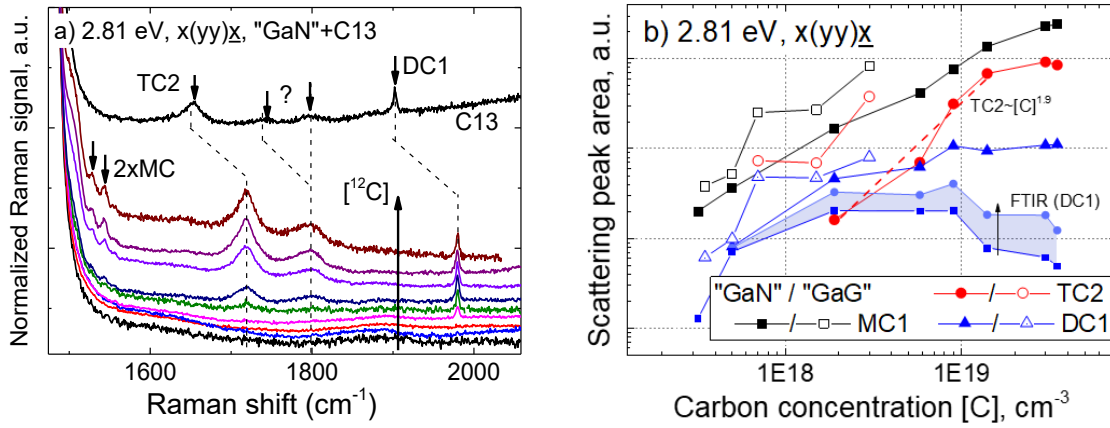 a) 2.81 eV, x(yy)x, "GaN"+C13
TC2
?
DC1
C13
2xMC
[¹²C]
Normalized Raman signal, a.u.
1600
1800
2000
Raman shift (cm⁻¹)
b) 2.81 eV, x(yy)x
TC2~[C]¹·⁹
FTIR (DC1)
"GaN" / "GaG"
/ TC2
/ MC1
/ DC1
Scattering peak area, a.u.
1E18
1E19
Carbon concentration [C], cm⁻³